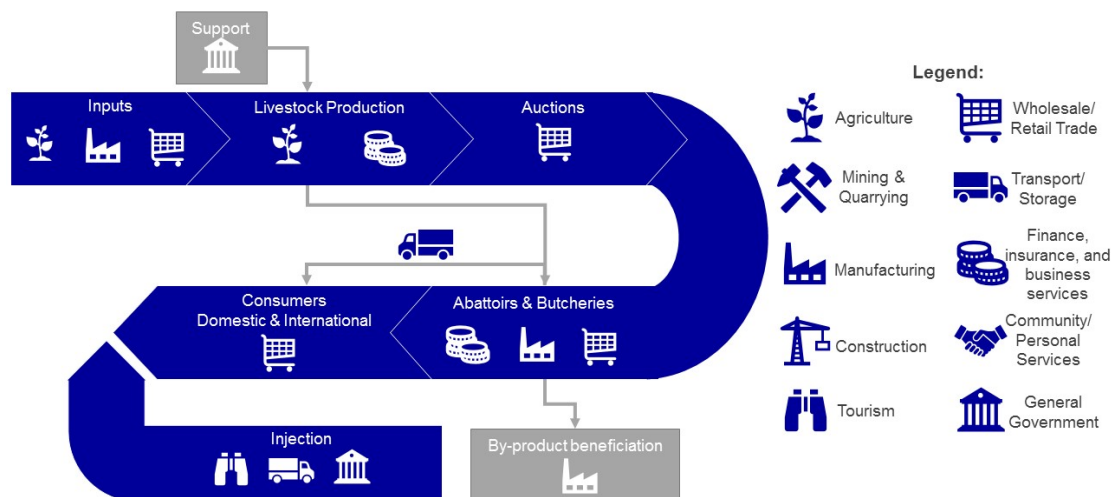 Support
Inputs
Livestock Production
Auctions
Consumers
Domestic & International
Abattoirs & Butcheries
Injection
By-product beneficiation
Legend:
Agriculture
Wholesale/
Retail Trade
Mining &
Quarrying
Transport/
Storage
Manufacturing
Finance,
insurance, and
business
services
Construction
Community/
Personal
Services
Tourism
General
Government